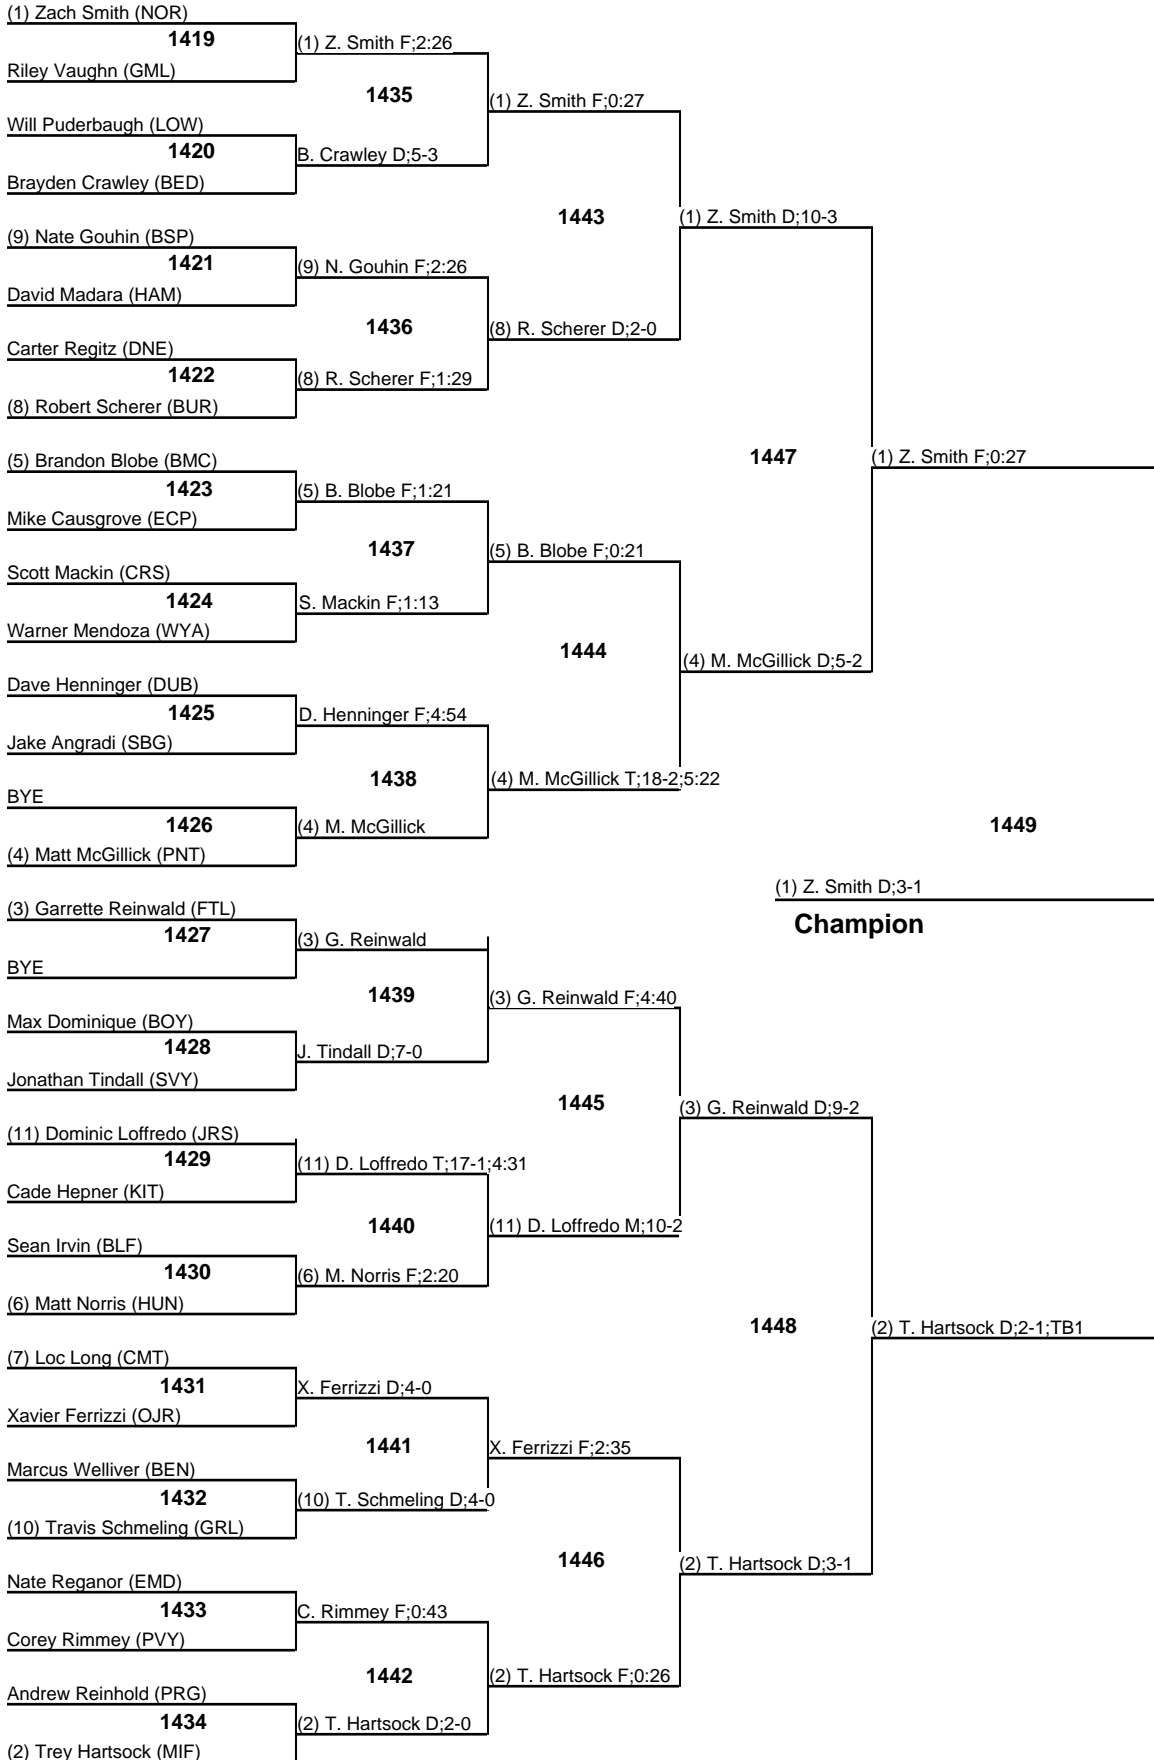 (1) Zach Smith (NOR)
1419
(1) Z. Smith F;2:26
Riley Vaughn (GML)
1435
(1) Z. Smith F;0:27
Will Puderbaugh (LOW)
1420
B. Crawley D;5-3
Brayden Crawley (BED)
1443
(1) Z. Smith D;10-3
(9) Nate Gouhin (BSP)
1421
(9) N. Gouhin F;2:26
David Madara (HAM)
1436
(8) R. Scherer D;2-0
Carter Regitz (DNE)
1422
(8) R. Scherer F;1:29
(8) Robert Scherer (BUR)
1447
(1) Z. Smith F;0:27
(5) Brandon Blobe (BMC)
1423
(5) B. Blobe F;1:21
Mike Causgrove (ECP)
1437
(5) B. Blobe F;0:21
Scott Mackin (CRS)
1424
S. Mackin F;1:13
Warner Mendoza (WYA)
1444
(4) M. McGillick D;5-2
Dave Henninger (DUB)
1425
D. Henninger F;4:54
Jake Angradi (SBG)
1438
(4) M. McGillick T;18-2;5:22
BYE
1426
(4) M. McGillick
(4) Matt McGillick (PNT)
1449
(1) Z. Smith D;3-1
Champion
(3) Garrette Reinwald (FTL)
1427
(3) G. Reinwald
BYE
1439
(3) G. Reinwald F;4:40
Max Dominique (BOY)
1428
J. Tindall D;7-0
Jonathan Tindall (SVY)
1445
(3) G. Reinwald D;9-2
(11) Dominic Loffredo (JRS)
1429
(11) D. Loffredo T;17-1;4:31
Cade Hepner (KIT)
1440
(11) D. Loffredo M;10-2
Sean Irvin (BLF)
1430
(6) M. Norris F;2:20
(6) Matt Norris (HUN)
1448
(2) T. Hartsock D;2-1;TB1
(7) Loc Long (CMT)
1431
X. Ferrizzi D;4-0
Xavier Ferrizzi (OJR)
1441
X. Ferrizzi F;2:35
Marcus Welliver (BEN)
1432
(10) T. Schmeling D;4-0
(10) Travis Schmeling (GRL)
1446
(2) T. Hartsock D;3-1
Nate Reganor (EMD)
1433
C. Rimmey F;0:43
Corey Rimmey (PVY)
1442
(2) T. Hartsock F;0:26
Andrew Reinhold (PRG)
1434
(2) T. Hartsock D;2-0
(2) Trey Hartsock (MIF)